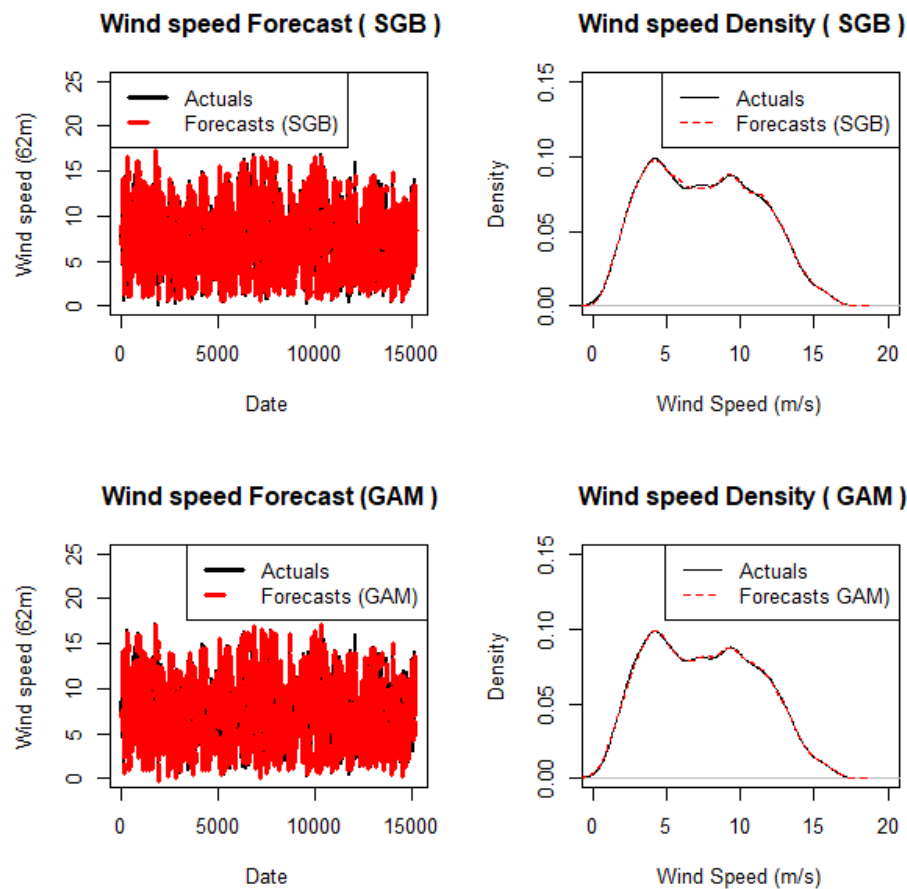 Wind speed Forecast ( SGB )
Wind speed (62m)
25
20
15
10
5
0
Actuals
Forecasts (SGB)
0 5000 10000 15000
Date
Wind speed Density ( SGB )
Density
0.15
0.10
0.05
0.00
Actuals
Forecasts (SGB)
0 5 10 15 20
Wind Speed (m/s)
Wind speed Forecast (GAM )
Wind speed (62m)
25
20
15
10
5
0
Actuals
Forecasts (GAM)
0 5000 10000 15000
Date
Wind speed Density ( GAM )
Density
0.15
0.10
0.05
0.00
Actuals
Forecasts GAM)
0 5 10 15 20
Wind Speed (m/s)